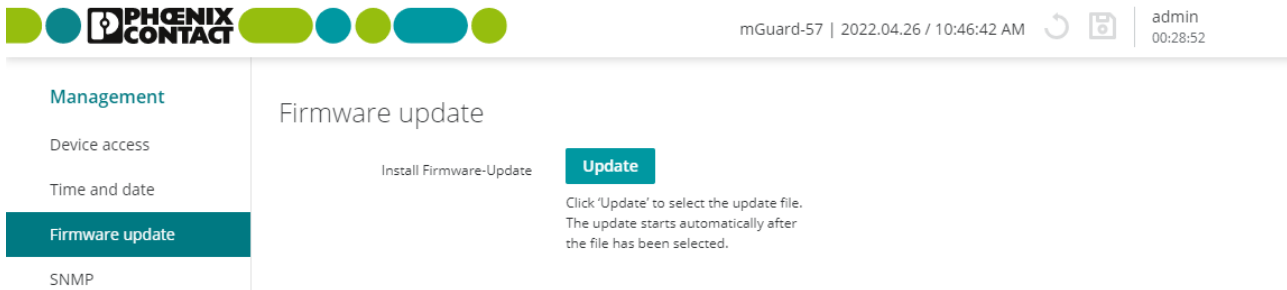 PHŒNIX
CONTACT
mGuard-57 | 2022.04.26 / 10:46:42 AM
admin
00:28:52
Management
Device access
Time and date
Firmware update
SNMP
Firmware update
Install Firmware-Update
Update
Click ‘Update’ to select the update file.
The update starts automatically after
the file has been selected.